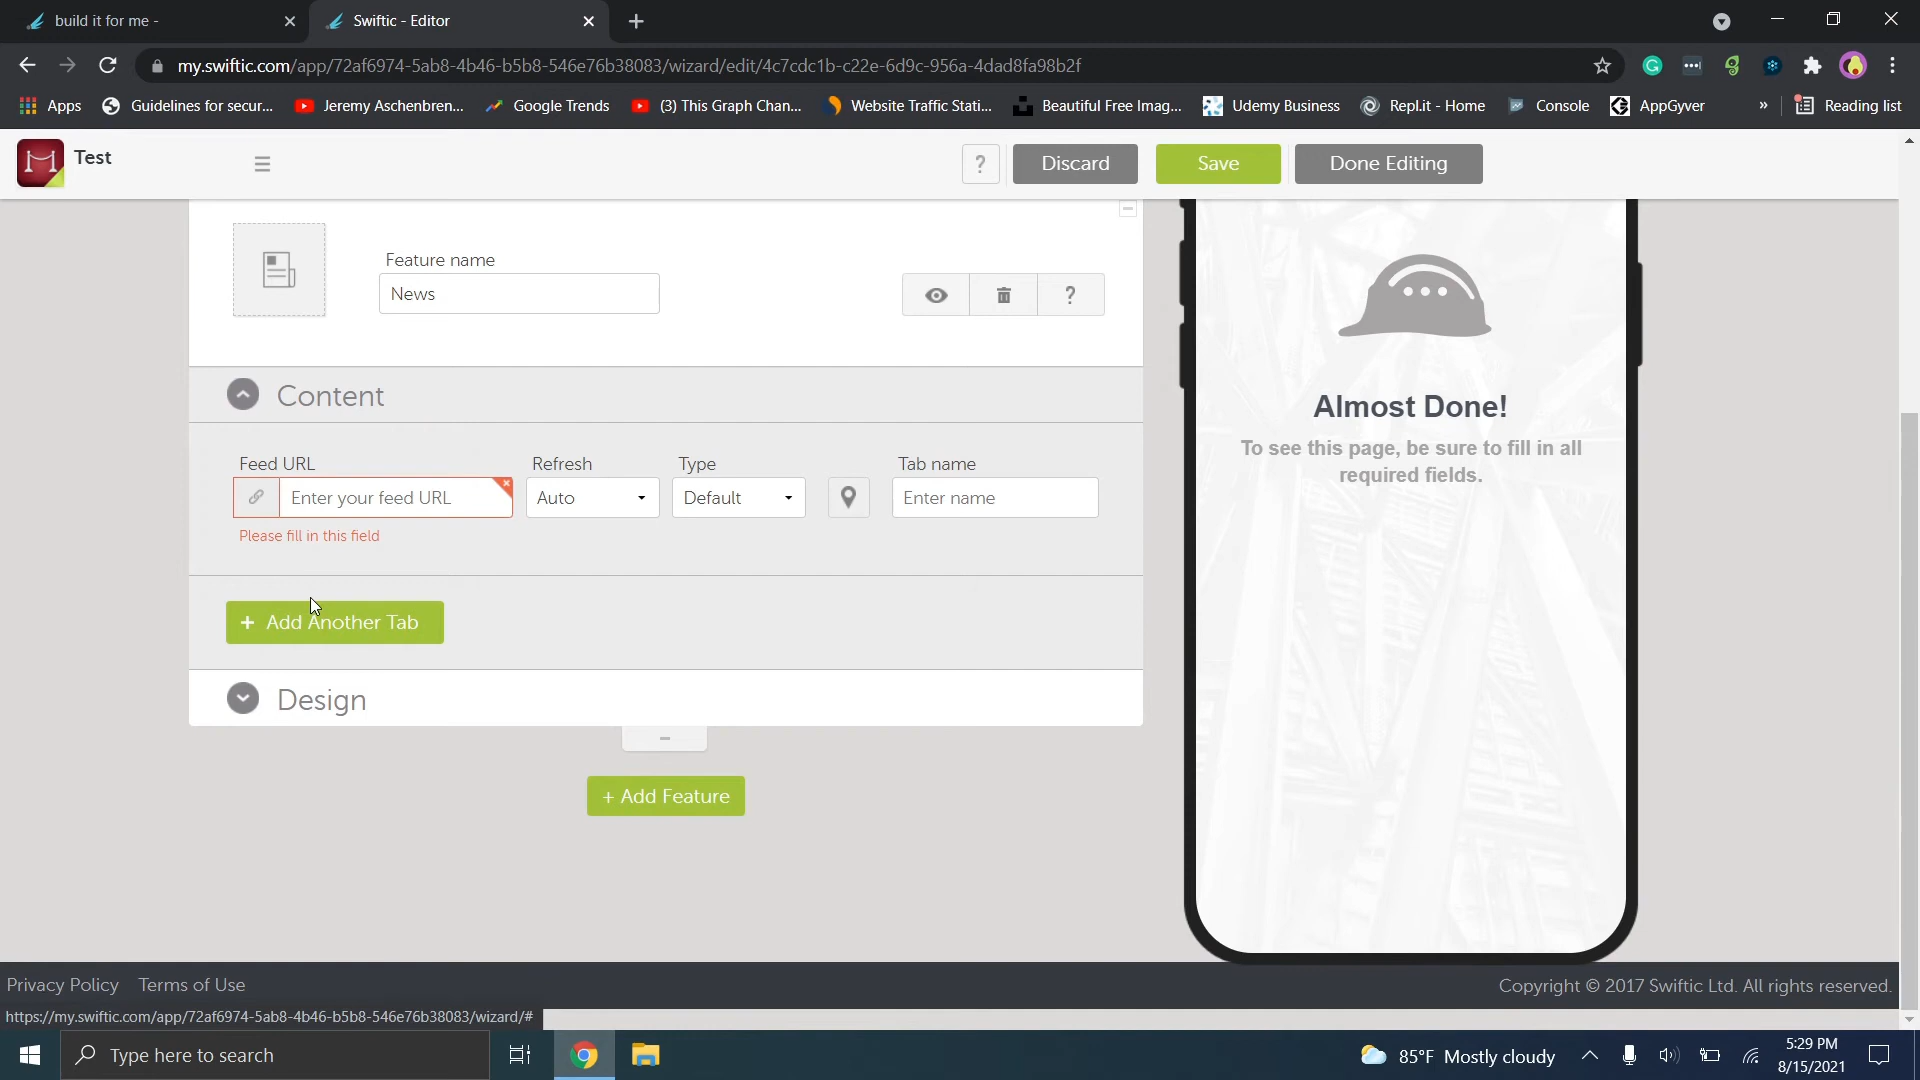 build it for me -
Swiftic - Editor
my.swiftic.com/app/72af6974-5ab8-4b46-b5b8-546e76b38083/wizard/edit/4c7cdc1b-c22e-6d9c-956a-4dad8fa98b2f
Apps
Guidelines for secur...
Jeremy Aschenbren...
Google Trends
(3) This Graph Chan...
Website Traffic Stati...
Beautiful Free Imag...
Udemy Business
Repl.it - Home
Console
AppGyver
»
Reading list
Test
?
Discard
Save
Done Editing
Feature name
News
?
Content
Feed URL
Refresh
Type
Tab name
Enter your feed URL
Auto
Default
Enter name
Please fill in this field
+ Add Another Tab
Design
+ Add Feature
Almost Done!
To see this page, be sure to fill in all
required fields.
Privacy Policy
Terms of Use
Copyright © 2017 Swiftic Ltd. All rights reserved.
https://my.swiftic.com/app/72af6974-5ab8-4b46-b5b8-546e76b38083/wizard/#
Type here to search
85°F Mostly cloudy
5:29 PM
8/15/2021